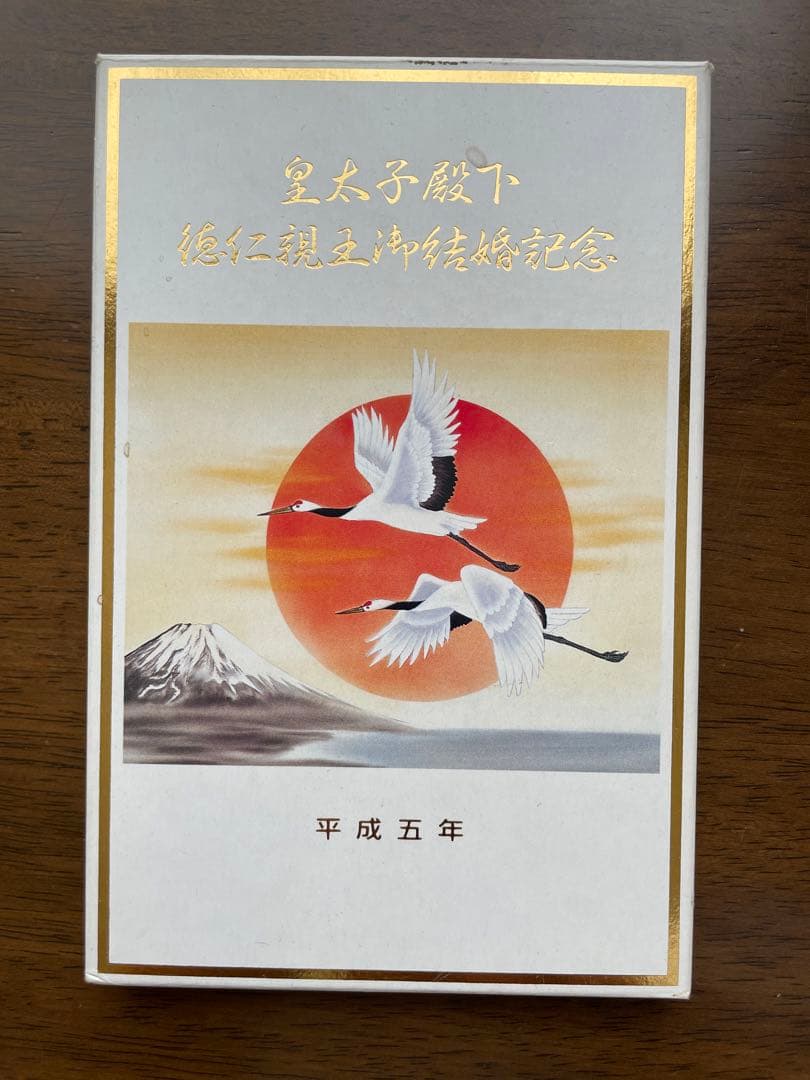 皇太子殿下
徳仁親王御結婚記念
平成五年